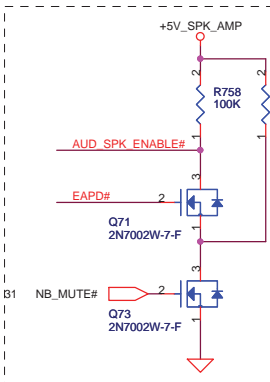 +5V_SPK_AMP
2
2
R758
100K
1
1
AUD_SPK_ENABLE#
3
EAPD#
2
Q71
2N7002W-7-F
1
3
31
NB_MUTE#
2
Q73
2N7002W-7-F
1